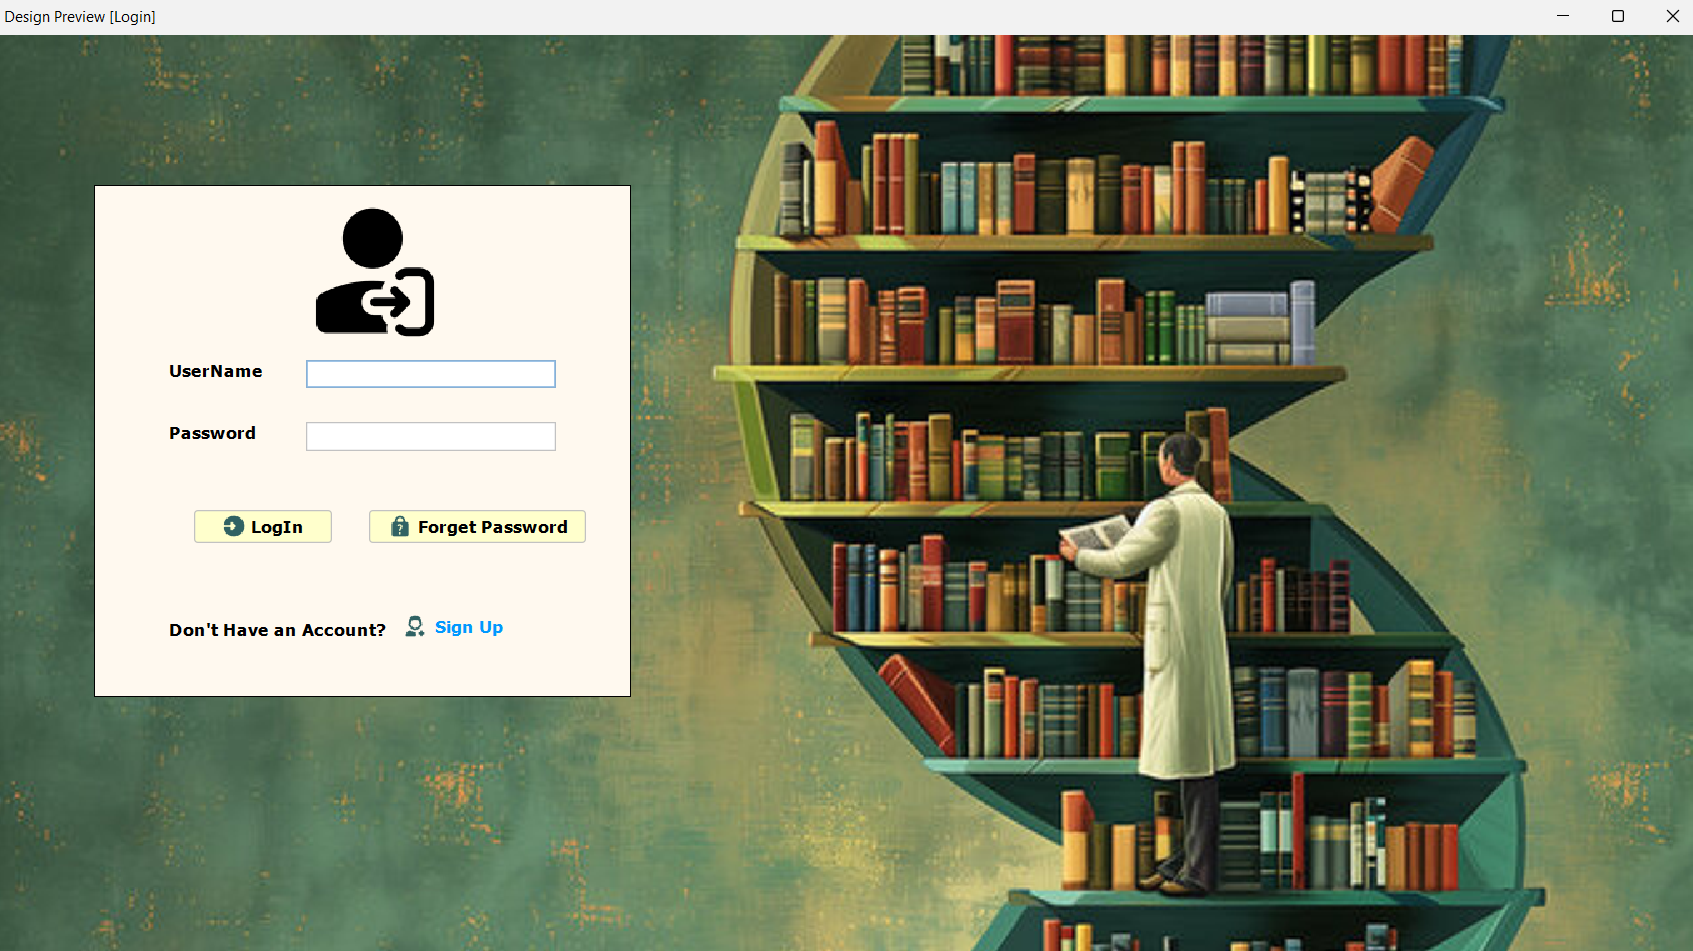 Design Preview [Login]
UserName
Password
LogIn
Forget Password
Don't Have an Account?
Sign Up